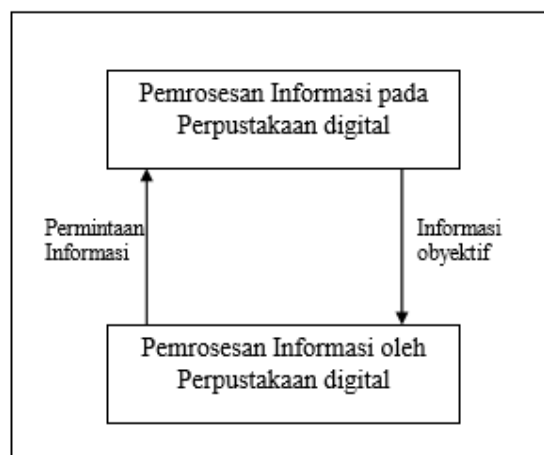 Pemrosesan Informasi pada
Perpustakaan digital
Permintaan
Informasi
Informasi
obyektif
Pemrosesan Informasi oleh
Perpustakaan digital